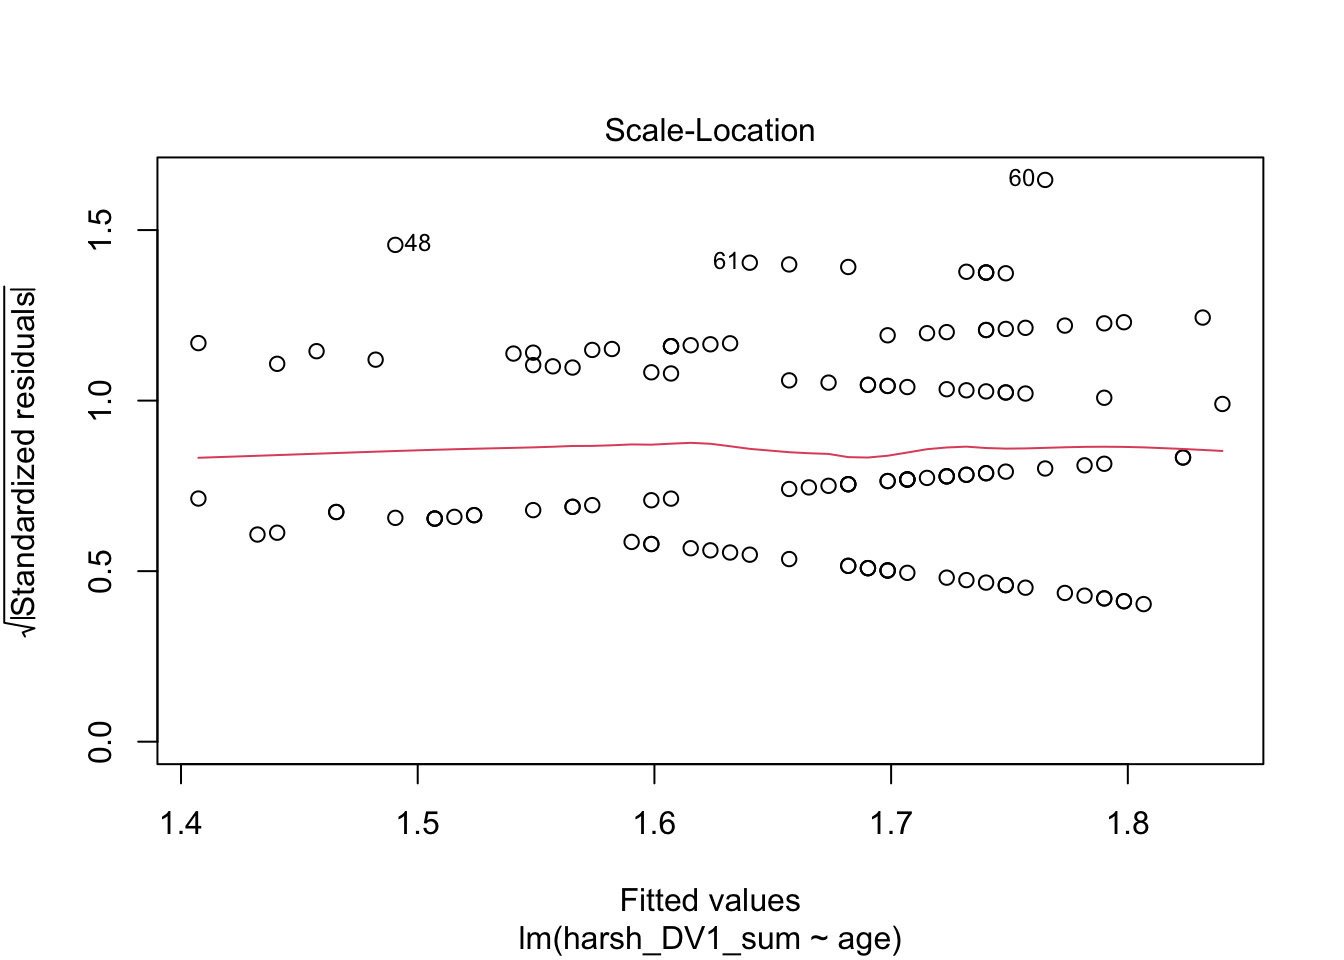 Scale-Location
√|Standardized residuals|
1.5
1.0
0.5
0.0
60
48
61
1.4 1.5 1.6 1.7 1.8
Fitted values
lm(harsh_DV1_sum ~ age)